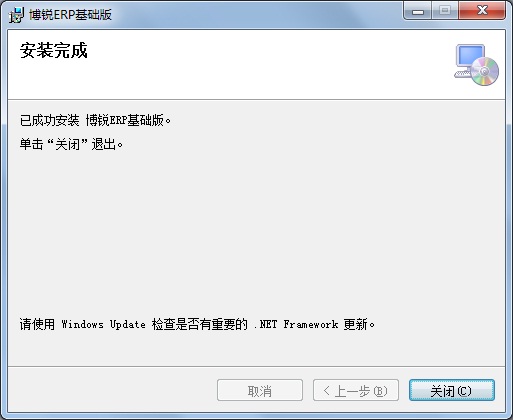 博锐ERP基础版
安装完成
已成功安装 博锐ERP基础版。
单击“关闭”退出。
请使用 Windows Update 检查是否有重要的 .NET Framework 更新。
取消
< 上一步(B)
关闭(C)